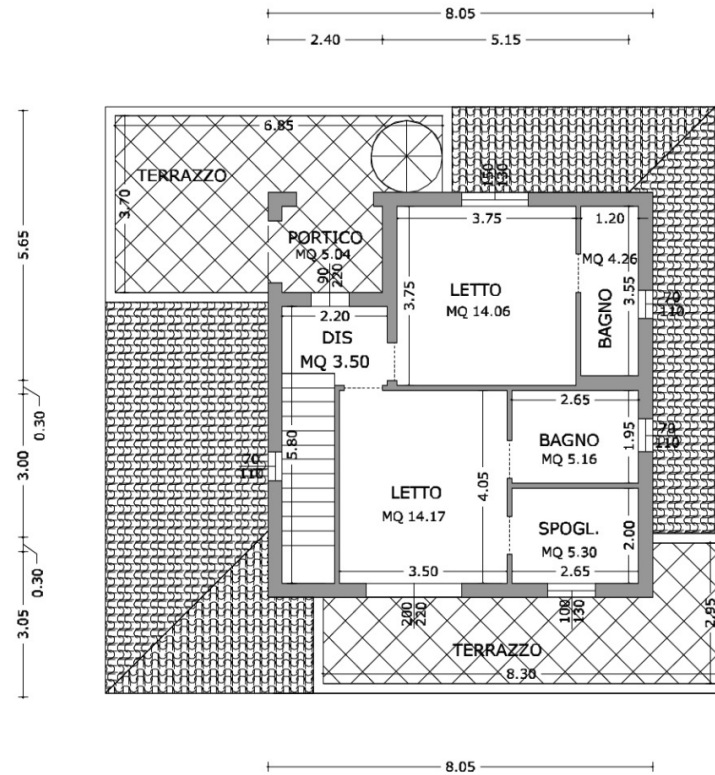 8.05
2.40
5.15
6.85
TERRAZZO
3.70
5.65
150
130
3.75
1.20
PORTICO
MQ 5.04
MQ 4.26
90
220
3.75
LETTO
MQ 14.06
3.55
70
110
BAGNO
2.20
DIS
MQ 3.50
0.30
2.65
BAGNO
MQ 5.16
1.95
70
110
3.00
70
110
5.80
LETTO
MQ 14.17
4.05
SPOGL.
MQ 5.30
2.00
0.30
3.50
2.65
3.05
200
220
100
130
TERRAZZO
8.30
2.95
8.05